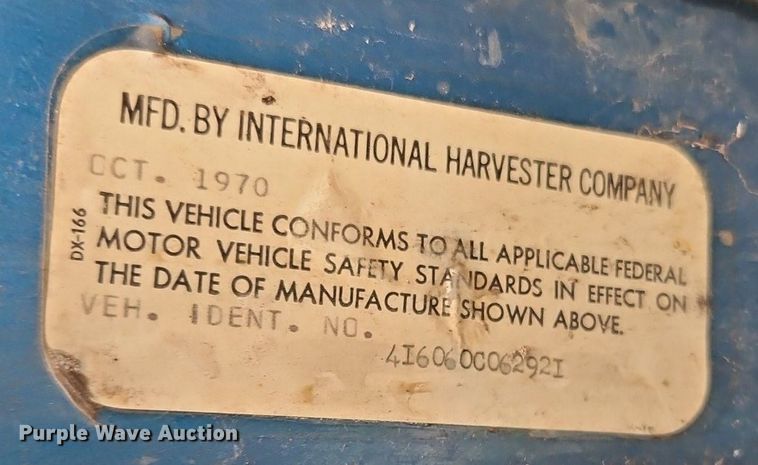 MFD. BY INTERNATIONAL HARVESTER COMPANY
OCT. 1970
THIS VEHICLE CONFORMS TO ALL APPLICABLE FEDERAL
MOTOR VEHICLE SAFETY STANDARDS IN EFFECT ON
THE DATE OF MANUFACTURE SHOWN ABOVE.
VEH. IDENT. NO.
416060C062921
DX-166
Purple Wave Auction